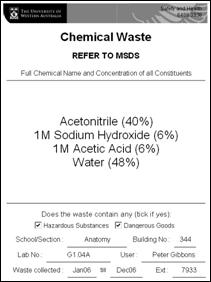 THE UNIVERSITY OF
WESTERN AUSTRALIA
Safety and Health
Chemical Waste
REFER TO MSDS
Full Chemical Name and Concentration of all Constituents
Acetonitrile (40%)
1M Sodium Hydroxide (6%)
1M Acetic Acid (6%)
Water (48%)
Does the waste contain any (tick if yes):
Hazardous Substances Dangerous Goods
School/Section: Anatomy Building No: 344
Lab No: G1.04A User: Peter Gibbons
Waste collected: Jan06 till Dec06 Ext: 7933